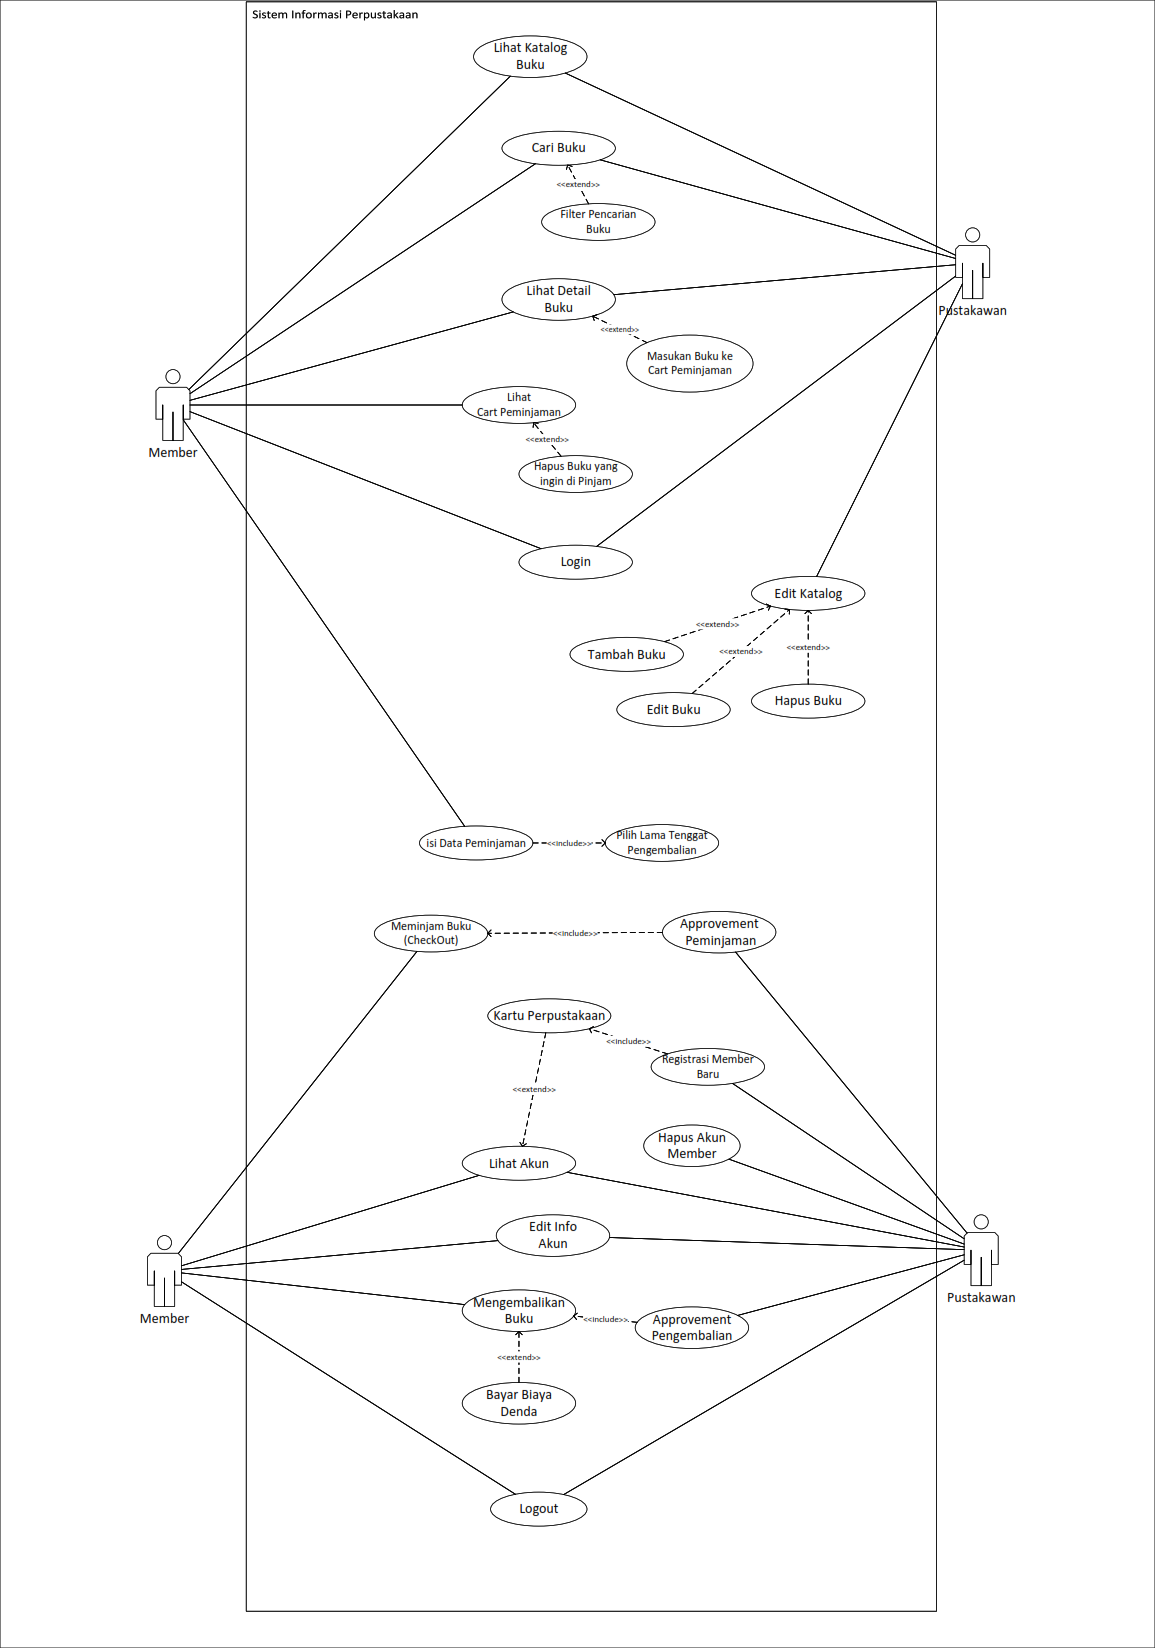 Sistem Informasi Perpustakaan
Lihat Katalog
Buku
Cari Buku
<<extend>>
Filter Pencarian
Buku
Lihat Detail
Buku
<<extend>>
Masukan Buku ke
Cart Peminjaman
Pustakawan
Member
Lihat
Cart Peminjaman
<<extend>>
Hapus Buku yang
ingin di Pinjam
Login
Edit Katalog
<<extend>>
<<extend>>
<<extend>>
Tambah Buku
Edit Buku
Hapus Buku
isi Data Peminjaman
<<include>>
Pilih Lama Tenggat
Pengembalian
Meminjam Buku
(CheckOut)
<<include>>
Approvement
Peminjaman
Kartu Perpustakaan
<<include>>
Registrasi Member
Baru
<<extend>>
Hapus Akun
Member
Lihat Akun
Edit Info
Akun
Member
Pustakawan
Mengembalikan
Buku
<<include>>
Approvement
Pengembalian
<<extend>>
Bayar Biaya
Denda
Logout